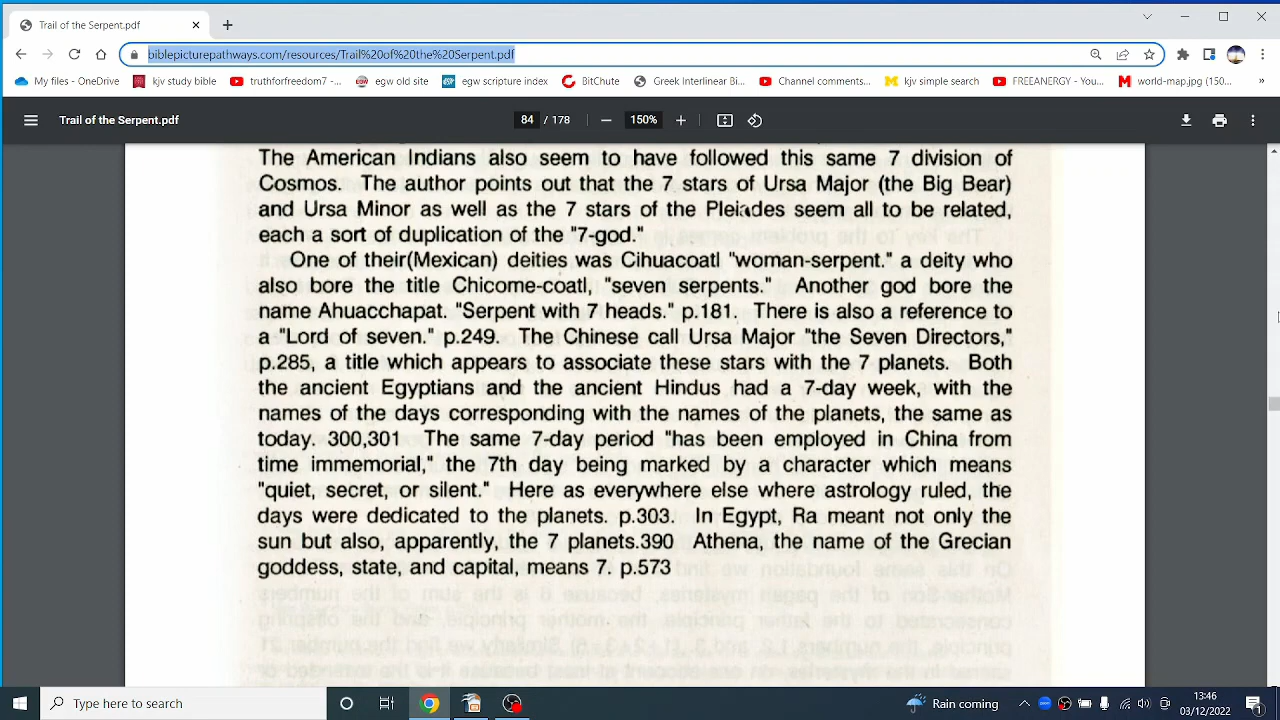 Trail of the Serpent.pdf
biblepicturepathways.com/resources/Trail%20of%20the%20Serpent.pdf
My files - OneDrive
kjv study bible
truthforfreedom7 -...
egw old site
egw scripture index
BitChute
Greek Interlinear Bi...
Channel comments...
kjv simple search
FREEANERGY - You...
world-map.jpg (150...
Trail of the Serpent.pdf
84 / 178
150%
The American Indians also seem to have followed this same 7 division of
Cosmos. The author points out that the 7 stars of Ursa Major (the Big Bear)
and Ursa Minor as well as the 7 stars of the Pleiades seem all to be related,
each a sort of duplication of the "7-god."
One of their(Mexican) deities was Cihuacoatl "woman-serpent." a deity who
also bore the title Chicome-coatl, "seven serpents." Another god bore the
name Ahuacchapat. "Serpent with 7 heads." p.181. There is also a reference to
a "Lord of seven." p.249. The Chinese call Ursa Major "the Seven Directors,"
p.285, a title which appears to associate these stars with the 7 planets. Both
the ancient Egyptians and the ancient Hindus had a 7-day week, with the
names of the days corresponding with the names of the planets, the same as
today. 300,301 The same 7-day period "has been employed in China from
time immemorial," the 7th day being marked by a character which means
"quiet, secret, or silent." Here as everywhere else where astrology ruled, the
days were dedicated to the planets. p.303. In Egypt, Ra meant not only the
sun but also, apparently, the 7 planets.390 Athena, the name of the Grecian
goddess, state, and capital, means 7. p.573
Type here to search
Rain coming
13:46
03/12/2022